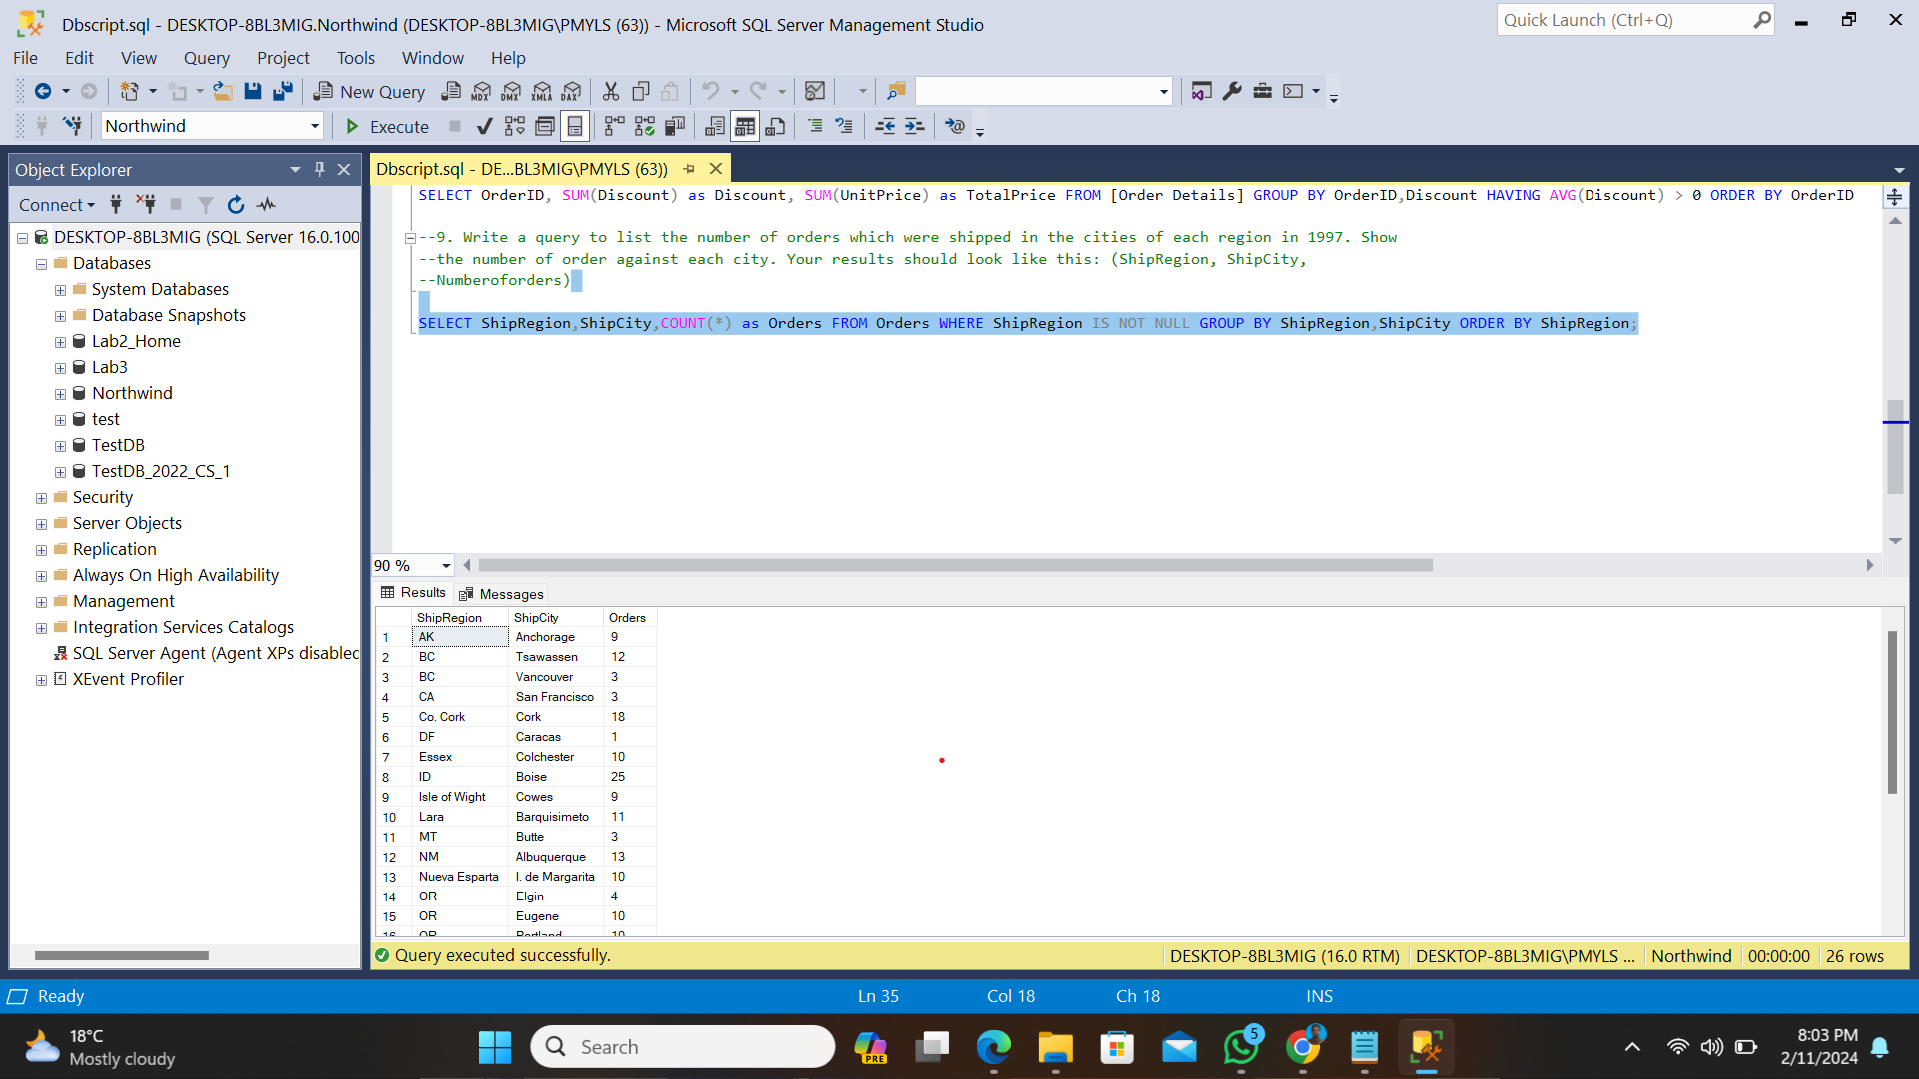 Dbscript.sql - DESKTOP-8BL3MIG.Northwind (DESKTOP-8BL3MIG\PMYLS (63)) - Microsoft SQL Server Management Studio
Quick Launch (Ctrl+Q)
File Edit View Query Project Tools Window Help
New Query MDX DMX XMLA DAX
Northwind Execute
Object Explorer
Connect
DESKTOP-8BL3MIG (SQL Server 16.0.100
Databases
System Databases
Database Snapshots
Lab2_Home
Lab3
Northwind
test
TestDB
TestDB_2022_CS_1
Security
Server Objects
Replication
Always On High Availability
Management
Integration Services Catalogs
SQL Server Agent (Agent XPs disabled
XEvent Profiler
Dbscript.sql - DE...BL3MIG\PMYLS (63))
SELECT OrderID, SUM(Discount) as Discount, SUM(UnitPrice) as TotalPrice FROM [Order Details] GROUP BY OrderID,Discount HAVING AVG(Discount) > 0 ORDER BY OrderID
--9. Write a query to list the number of orders which were shipped in the cities of each region in 1997. Show
--the number of order against each city. Your results should look like this: (ShipRegion, ShipCity,
--Numberoforders)
SELECT ShipRegion,ShipCity,COUNT(*) as Orders FROM Orders WHERE ShipRegion IS NOT NULL GROUP BY ShipRegion,ShipCity ORDER BY ShipRegion;
90 %
Results Messages
ShipRegion ShipCity Orders
1 AK Anchorage 9
2 BC Tsawassen 12
3 BC Vancouver 3
4 CA San Francisco 3
5 Co. Cork Cork 18
6 DF Caracas 1
7 Essex Colchester 10
8 ID Boise 25
9 Isle of Wight Cowes 9
10 Lara Barquisimeto 11
11 MT Butte 3
12 NM Albuquerque 13
13 Nueva Esparta I. de Margarita 10
14 OR Elgin 4
15 OR Eugene 10
16 OR Portland 10
Query executed successfully.
DESKTOP-8BL3MIG (16.0 RTM) DESKTOP-8BL3MIG\PMYLS ... Northwind 00:00:00 26 rows
Ready Ln 35 Col 18 Ch 18 INS
18°C
Mostly cloudy
Search
PRE
5
8:03 PM
2/11/2024